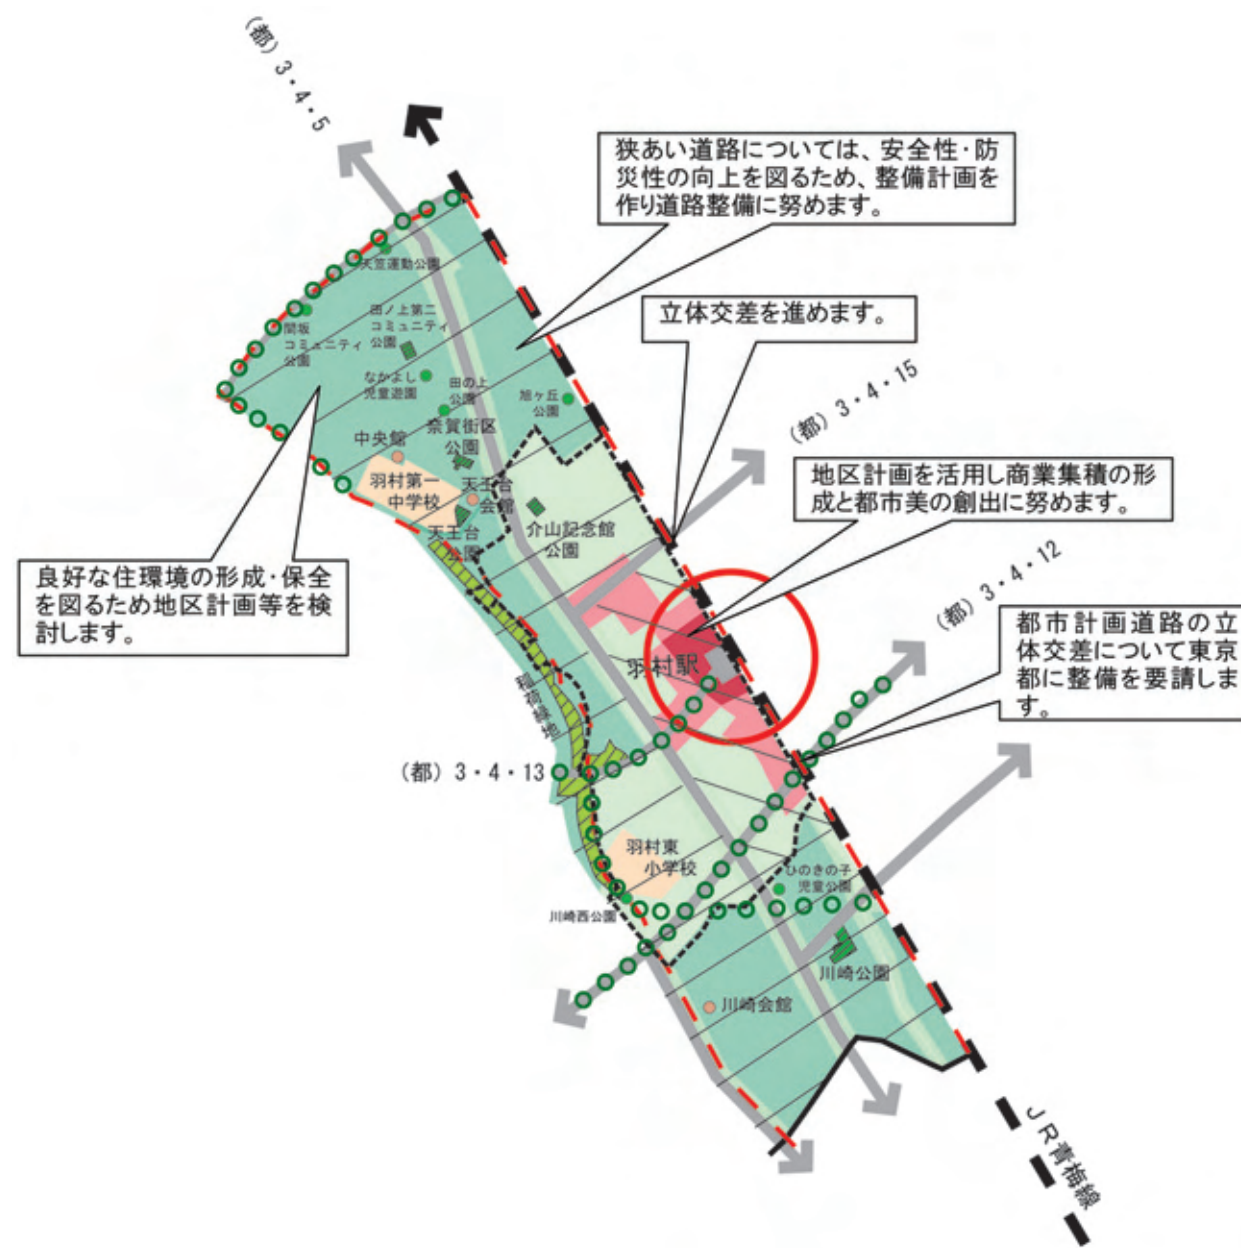 (都) 3・4・5
狭あい道路については、安全性・防
災性の向上を図るため、整備計画を
作り道路整備に努めます。
天竺運動公園
間坂
コミュニティ
公園
田ノ上第二
コミュニティ
公園
なかよし
児童遊園
田の上
公園
旭ヶ丘
公園
立体交差を進めます。
(都) 3・4・15
奈賀街区
公園
中央館
羽村第一
中学校
天王台
会館
天王台
公園
介山記念館
公園
地区計画を活用し商業集積の形
成と都市美の創出に努めます。
良好な住環境の形成・保全
を図るため地区計画等を検
討します。
(都) 3・4・12
都市計画道路の立
体交差について東京
都に整備を要請しま
す。
羽村駅
稲荷緑地
(都) 3・4・13
羽村東
小学校
ひのきの子
児童公園
川崎西公園
川崎公園
川崎会館
JR青梅線